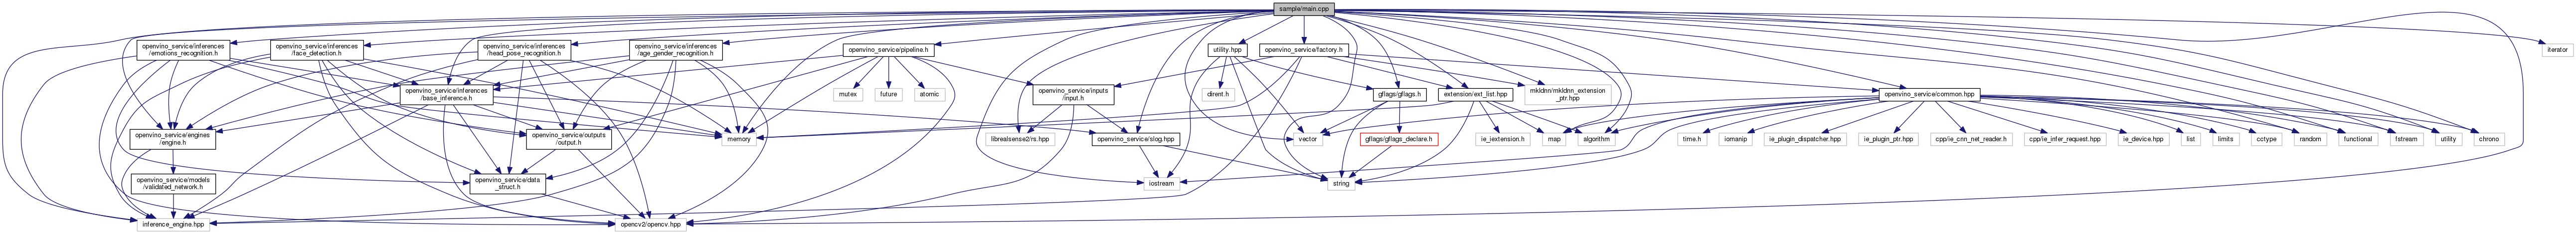 sample/main.cpp
iterator
openvino_service/inferences
/emotions_recognition.h
openvino_service/inferences
/face_detection.h
openvino_service/inferences
/head_pose_recognition.h
openvino_service/inferences
/age_gender_recognition.h
openvino_service/pipeline.h
utility.hpp
openvino_service/factory.h
openvino_service/inferences
/base_inference.h
mutex
future
atomic
openvino_service/inputs
/input.h
dirent.h
gflags/gflags.h
extension/ext_list.hpp
mkldnn/mkldnn_extension
_ptr.hpp
openvino_service/common.hpp
openvino_service/engines
/engine.h
openvino_service/outputs
/output.h
memory
librealsense2/rs.hpp
openvino_service/slog.hpp
vector
gflags/gflags_declare.h
ie_iextension.h
map
algorithm
time.h
iomanip
ie_plugin_dispatcher.hpp
ie_plugin_ptr.hpp
cpp/ie_cnn_net_reader.h
cpp/ie_infer_request.hpp
ie_device.hpp
list
limits
cctype
random
functional
fstream
utility
chrono
openvino_service/models
/validated_network.h
openvino_service/data
_struct.h
iostream
string
inference_engine.hpp
opencv2/opencv.hpp